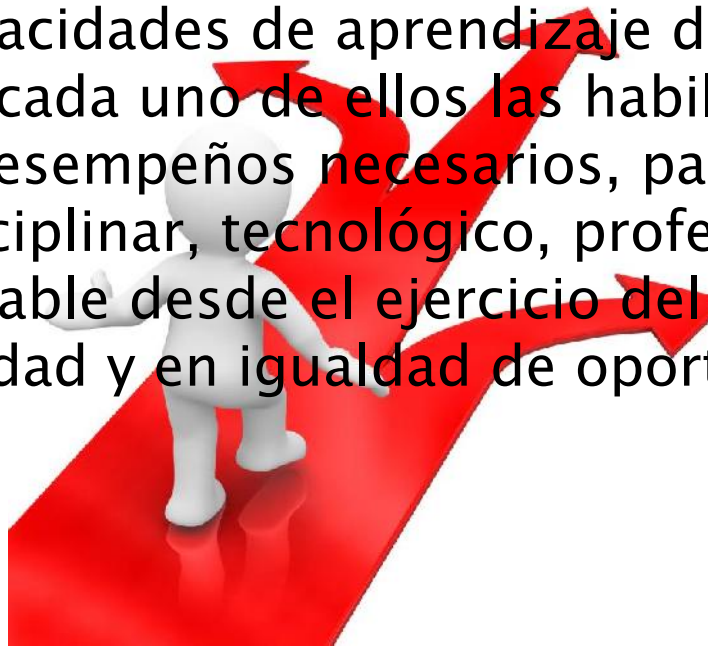 acidades de aprendizaje d
cada uno de ellos las habil
esempeños necesarios, pa
ciplinar, tecnológico, profe
able desde el ejercicio del
dad y en igualdad de oport